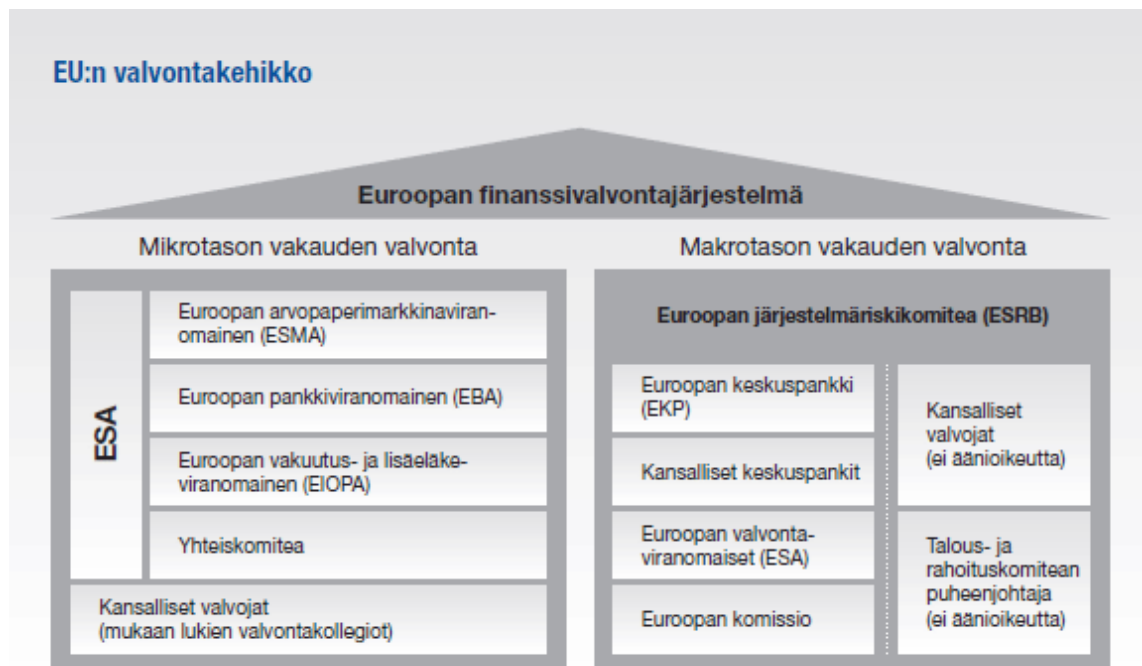 EU:n valvontakehikko
Euroopan finanssivalvontajärjestelmä
Mikrotason vakauden valvonta
ESA
Euroopan arvopaperimarkkinaviran-
omainen (ESMA)
Euroopan pankkiviranomainen (EBA)
Euroopan vakuutus- ja lisäeläke-
viranomainen (EIOPA)
Yhteiskomitea
Kansalliset valvojat
(mukaan lukien valvontakollegiot)
Makrotason vakauden valvonta
Euroopan järjestelmäriskikomitea (ESRB)
Euroopan keskuspankki
(EKP)
Kansalliset keskuspankit
Euroopan valvonta-
viranomaiset (ESA)
Euroopan komissio
Kansalliset
valvojat
(ei äänioikeutta)
Talous- ja
rahoituskomitean
puheenjohtaja
(ei äänioikeutta)